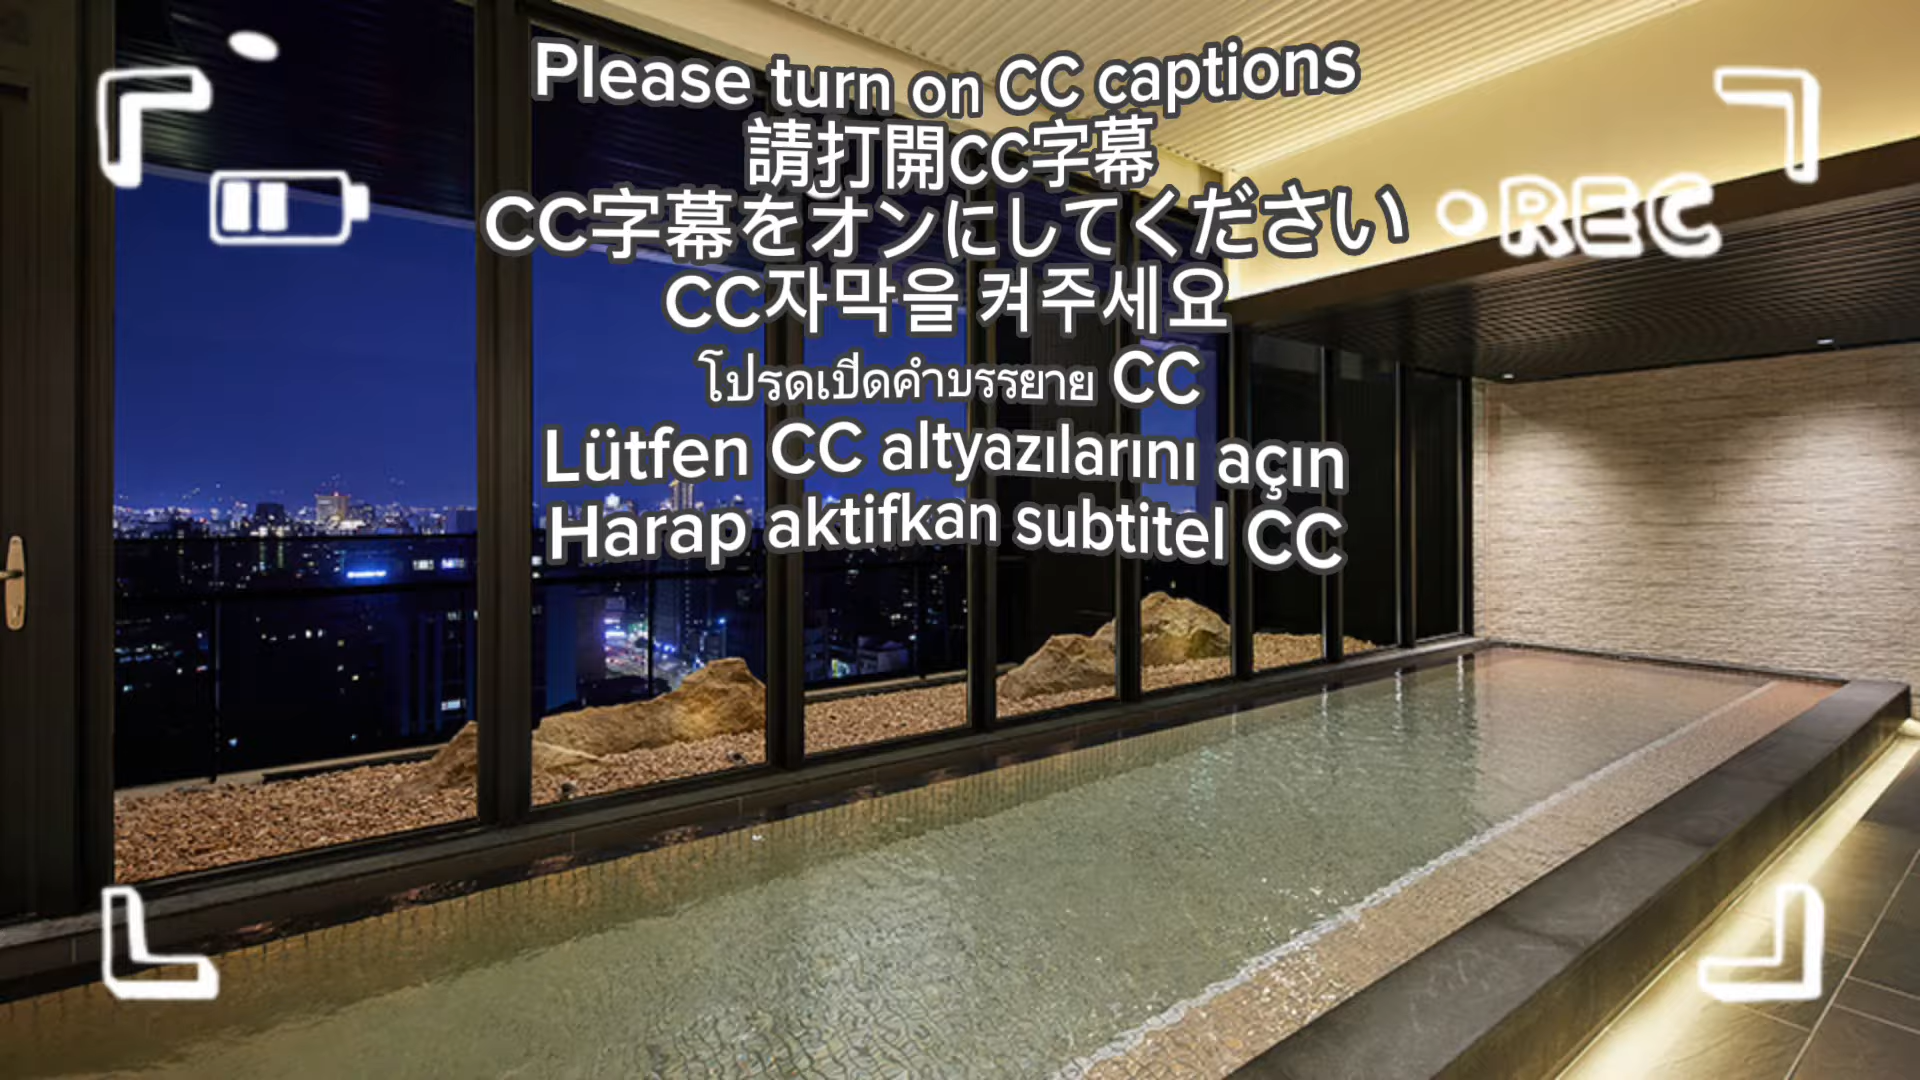 Please turn on CC captions
請打開CC字幕
•REC
CC字幕をオンにしてください
CC자막을 켜주세요
โปรดเปิดคำบรรยาย CC
Lütfen CC altyazılarını açın
Harap aktifkan subtitel CC